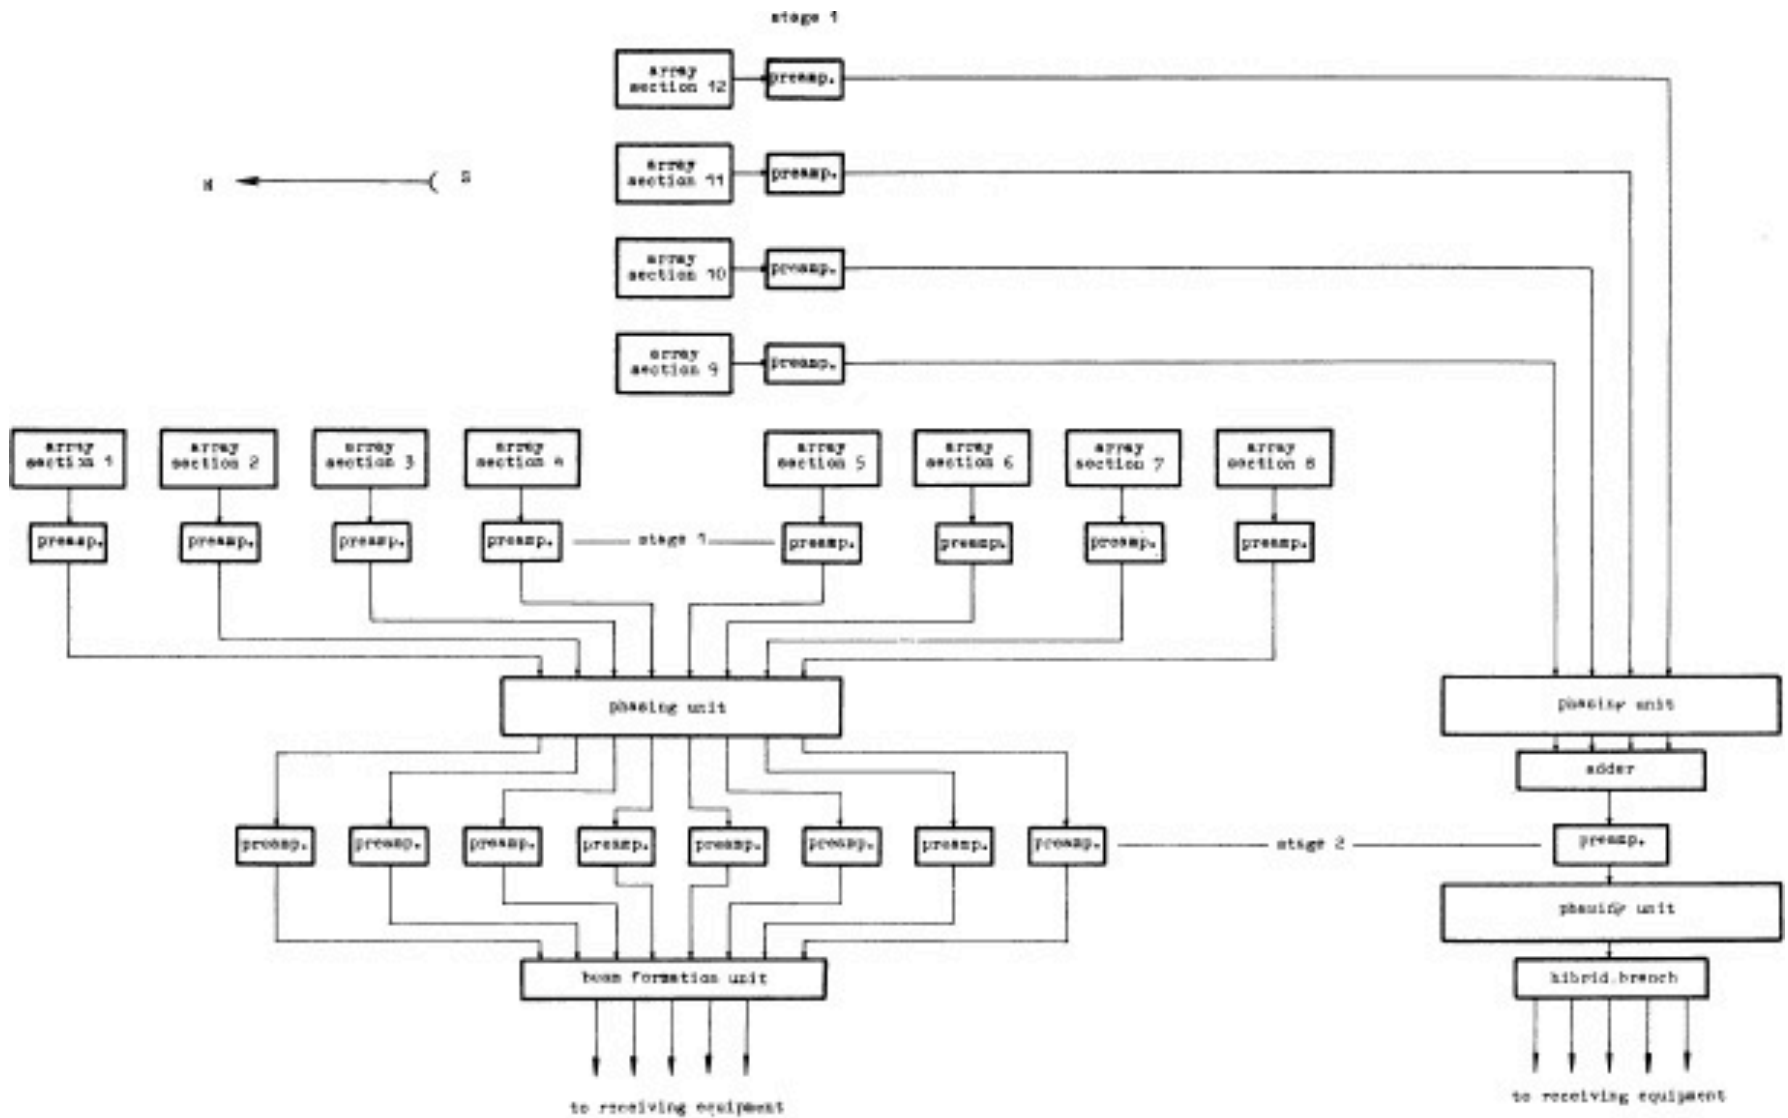 stage 1
array
section 12
preamp.
array
section 11
preamp.
N
S
array
section 10
preamp.
array
section 9
preamp.
array
section 1
array
section 2
array
section 3
array
section 4
array
section 5
array
section 6
array
section 7
array
section 8
preamp.
preamp.
preamp.
preamp.
stage 1
preamp.
preamp.
preamp.
preamp.
phasing unit
phasing unit
adder
preamp.
preamp.
preamp.
preamp.
preamp.
preamp.
preamp.
preamp.
stage 2
preamp.
phasing unit
beam formation unit
hibrid.branch
to receiving equipment
to receiving equipment